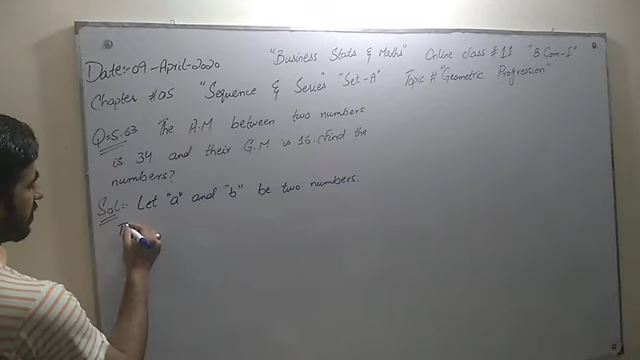 Date:- 09 -April-2020 "Business Stats & Maths" Online class # 11 "B.Com-I"
Chapter #05 "Sequence & Series" "Set-A" Topic # "Geometric Progression"
Q=5.63 The A.M between two numbers
is 34 and their G.M is 16. Find the
numbers?
Sol:- Let "a" and "b" be two numbers.
T